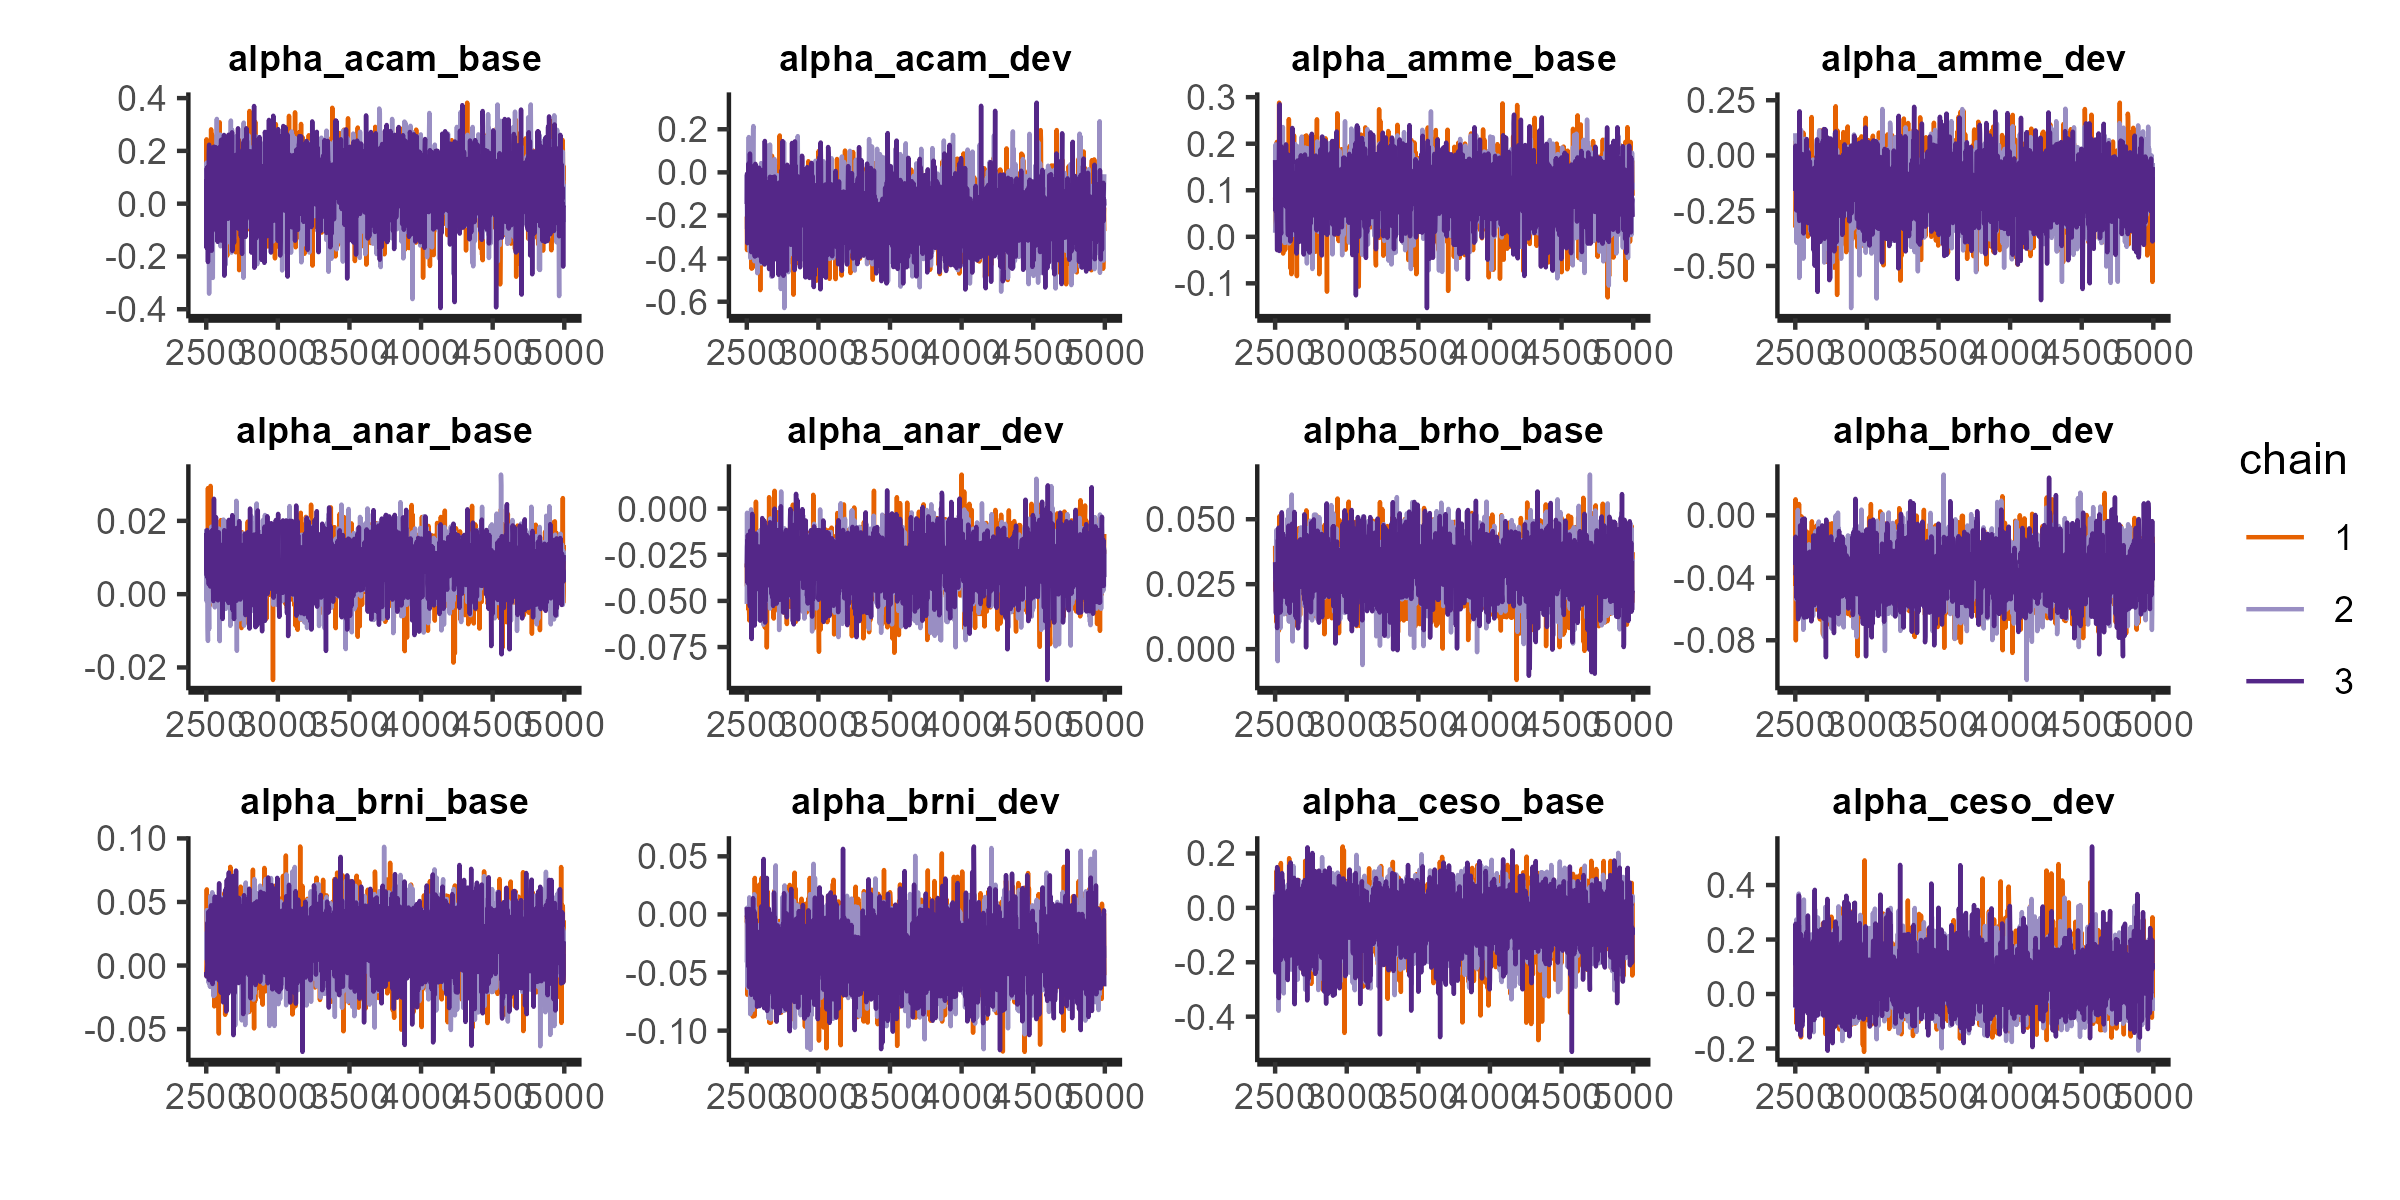 alpha_acam_base alpha_acam_dev alpha_amme_base alpha_amme_dev
0.4 0.2 0.0 -0.2 -0.4
0.2 0.0 -0.2 -0.4 -0.6
0.3 0.2 0.1 0.0 -0.1
0.25 0.00 -0.25 -0.50
2500 3000 3500 4000 4500 5000 2500 3000 3500 4000 4500 5000 2500 3000 3500 4000 4500 5000 2500 3000 3500 4000 4500 5000
alpha_anar_base alpha_anar_dev alpha_brho_base alpha_brho_dev
0.02 0.00 -0.02
0.000 -0.025 -0.050 -0.075
0.050 0.025 0.000
0.00 -0.04 -0.08
2500 3000 3500 4000 4500 5000 2500 3000 3500 4000 4500 5000 2500 3000 3500 4000 4500 5000 2500 3000 3500 4000 4500 5000
alpha_brni_base alpha_brni_dev alpha_ceso_base alpha_ceso_dev
0.10 0.05 0.00 -0.05
0.05 0.00 -0.05 -0.10
0.2 0.0 -0.2 -0.4
0.4 0.2 0.0 -0.2
2500 3000 3500 4000 4500 5000 2500 3000 3500 4000 4500 5000 2500 3000 3500 4000 4500 5000 2500 3000 3500 4000 4500 5000
chain
1
2
3